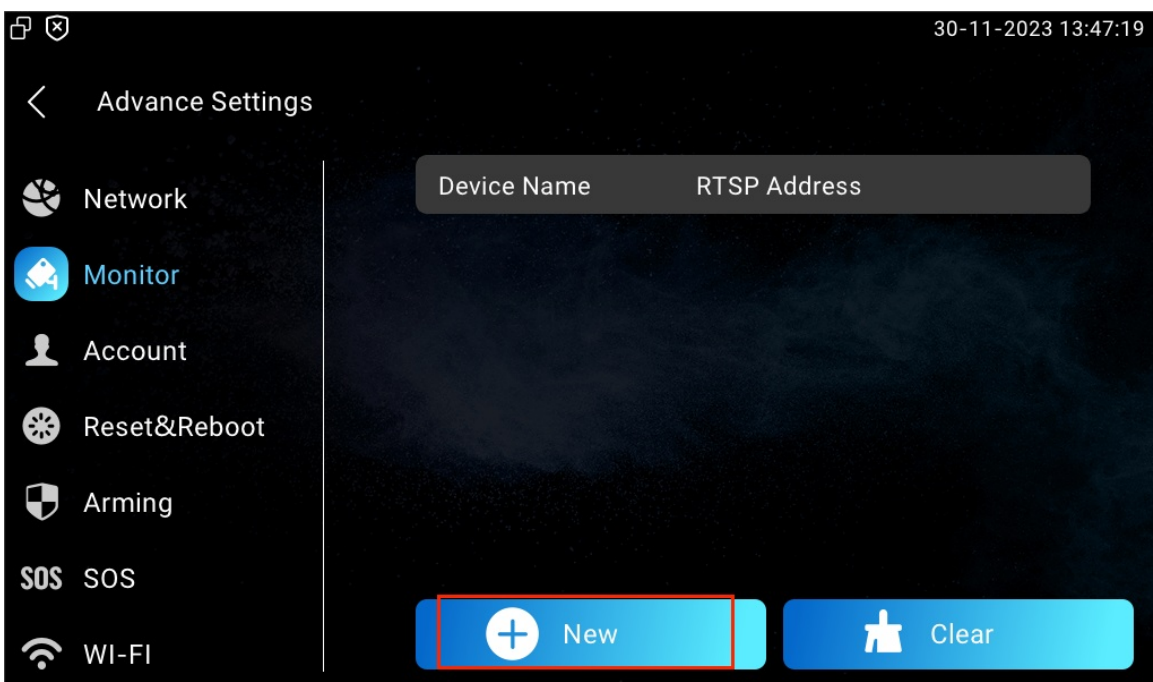 30-11-2023 13:47:19
Advance Settings
Device Name RTSP Address
Network
Monitor
Account
Reset&Reboot
Arming
SOS SOS
WI-FI
New Clear